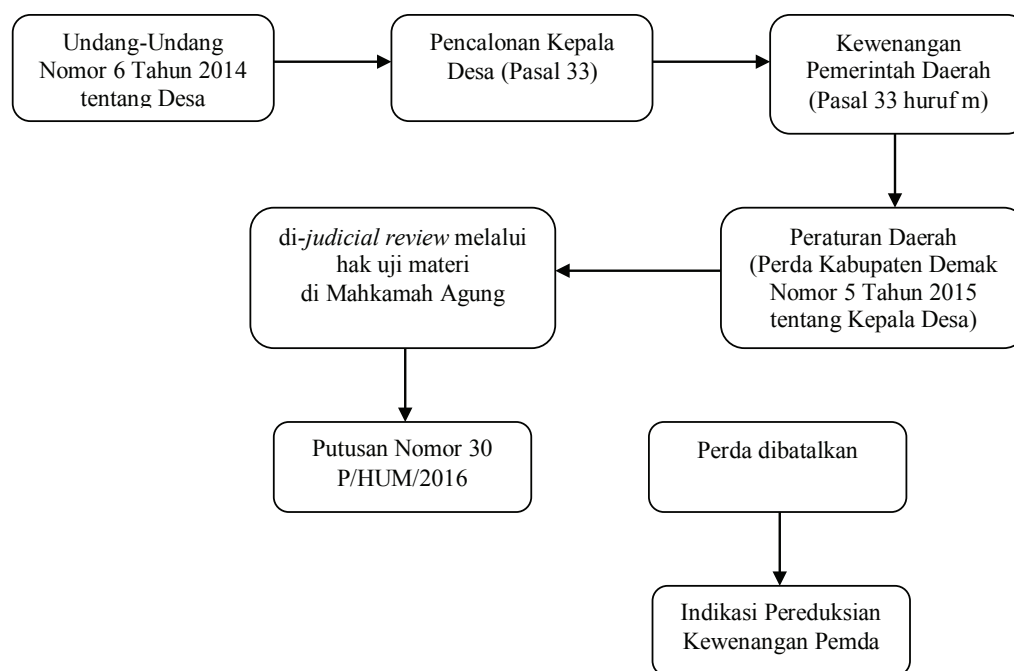 Undang-Undang
Nomor 6 Tahun 2014
tentang Desa
Pencalonan Kepala
Desa (Pasal 33)
Kewenangan
Pemerintah Daerah
(Pasal 33 huruf m)
Peraturan Daerah
(Perda Kabupaten Demak
Nomor 5 Tahun 2015
tentang Kepala Desa)
di-judicial review melalui
hak uji materi
di Mahkamah Agung
Putusan Nomor 30
P/HUM/2016
Perda dibatalkan
Indikasi Pereduksian
Kewenangan Pemda